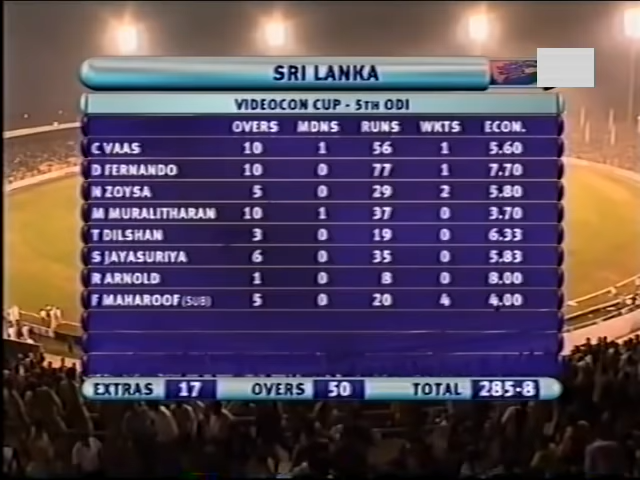 SRI LANKA
VIDEOCON CUP - 5TH ODI
OVERS MDNS RUNS WKTS ECON.
C VAAS 10 1 56 1 5.60
D FERNANDO 10 0 77 1 7.70
N ZOYSA 5 0 29 2 5.80
M MURALITHARAN 10 1 37 0 3.70
T DILSHAN 3 0 19 0 6.33
S JAYASURIYA 6 0 35 0 5.83
R ARNOLD 1 0 8 0 8.00
F MAHAROOF (SUB) 5 0 20 4 4.00
EXTRAS 17 OVERS 50 TOTAL 285-8